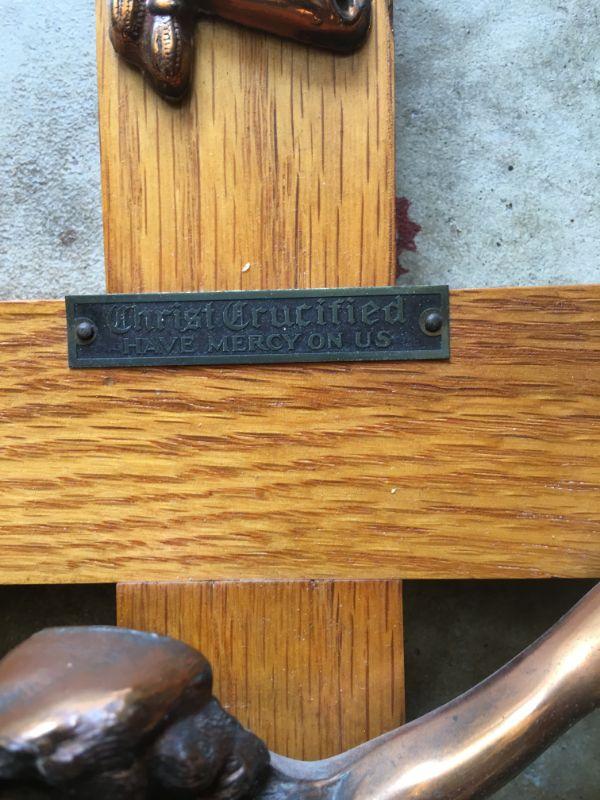 Christ Crucified
HAVE MERCY ON US